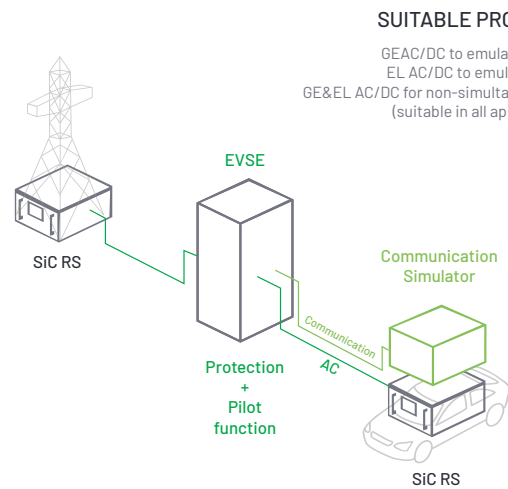 SUITABLE PRO
GEAC/DC to emula
EL AC/DC to emul
GE&EL AC/DC for non-simulta
(suitable in all ap
EVSE
SiC RS
Communication
Simulator
Communication
AC
Protection
+
Pilot
function
SiC RS